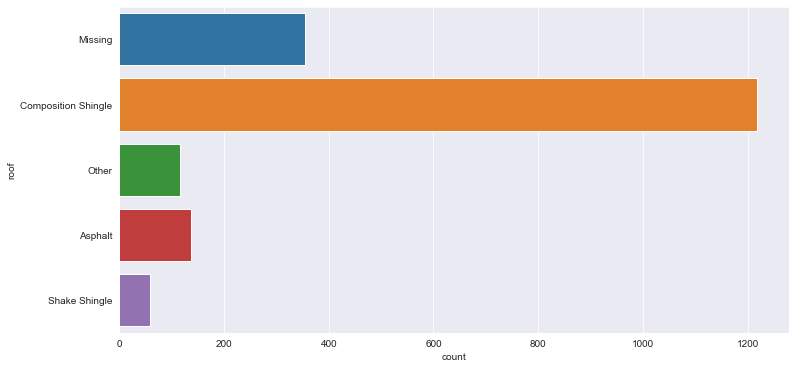 Missing
Composition Shingle
Other
Asphalt
Shake Shingle
roof
0 200 400 600 800 1000 1200
count